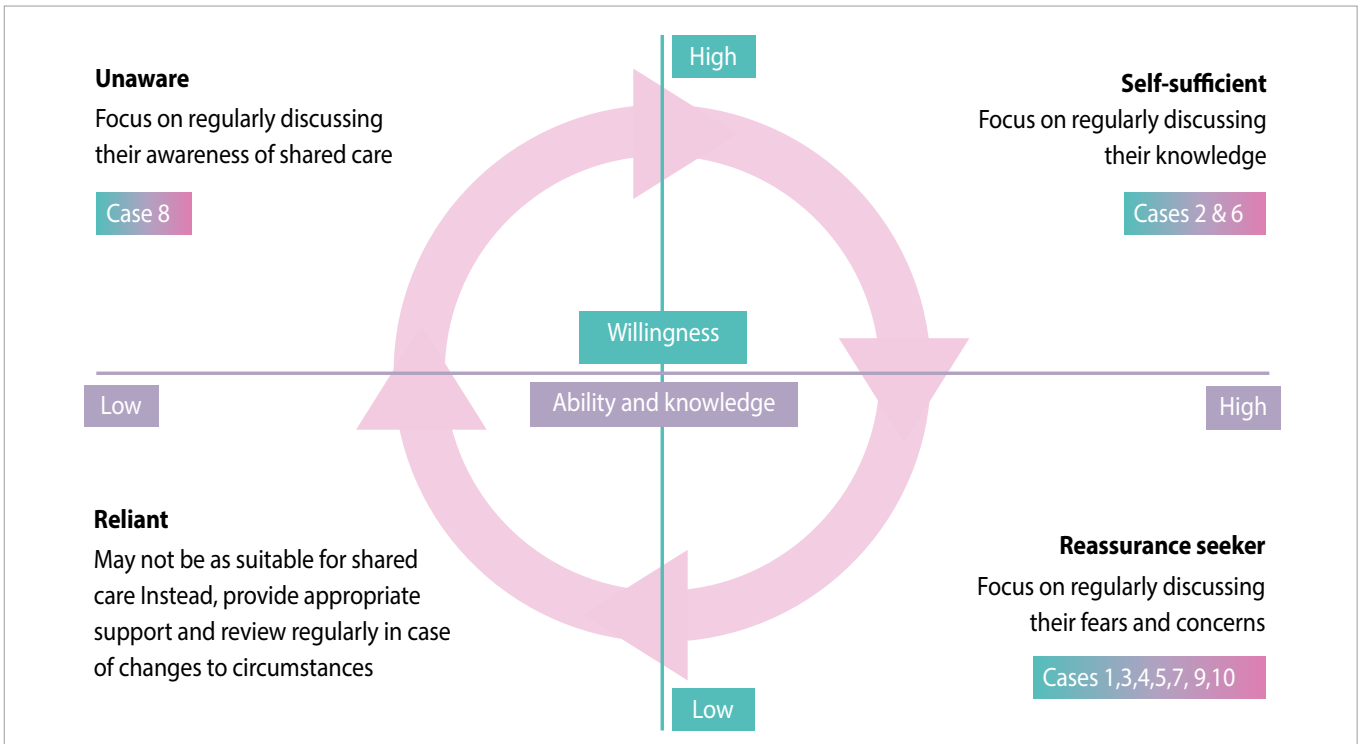 High
Unaware
Focus on regularly discussing
their awareness of shared care
Case 8
Self-sufficient
Focus on regularly discussing
their knowledge
Cases 2 & 6
Willingness
Low
Ability and knowledge
High
Reliant
May not be as suitable for shared
care Instead, provide appropriate
support and review regularly in case
of changes to circumstances
Reassurance seeker
Focus on regularly discussing
their fears and concerns
Cases 1,3,4,5,7, 9,10
Low